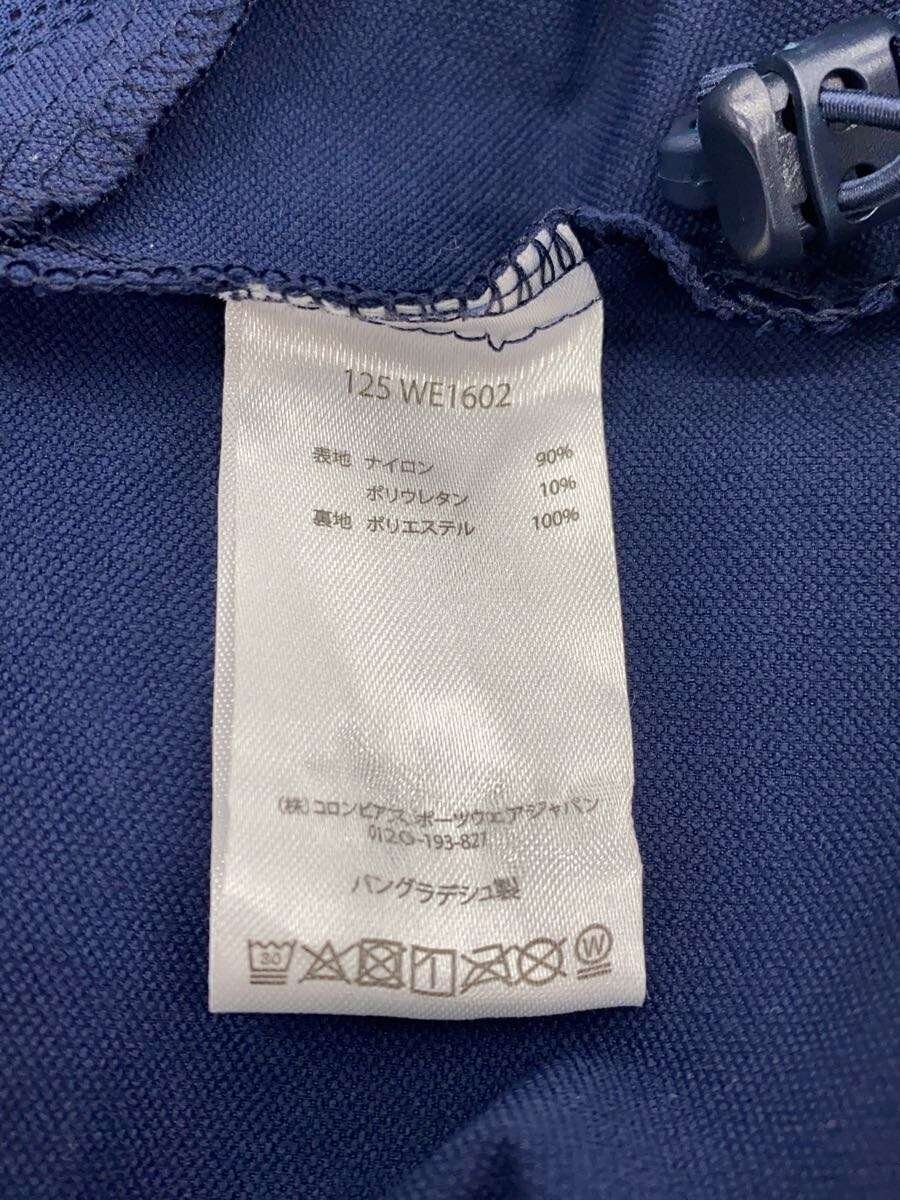 125 WE1602
表地 ナイロン 90%
ポリウレタン 10%
裏地 ポリエステル 100%
(株)コロンビアスポーツウェアジャパン
0120-193-821
バングラデシュ製
30
W